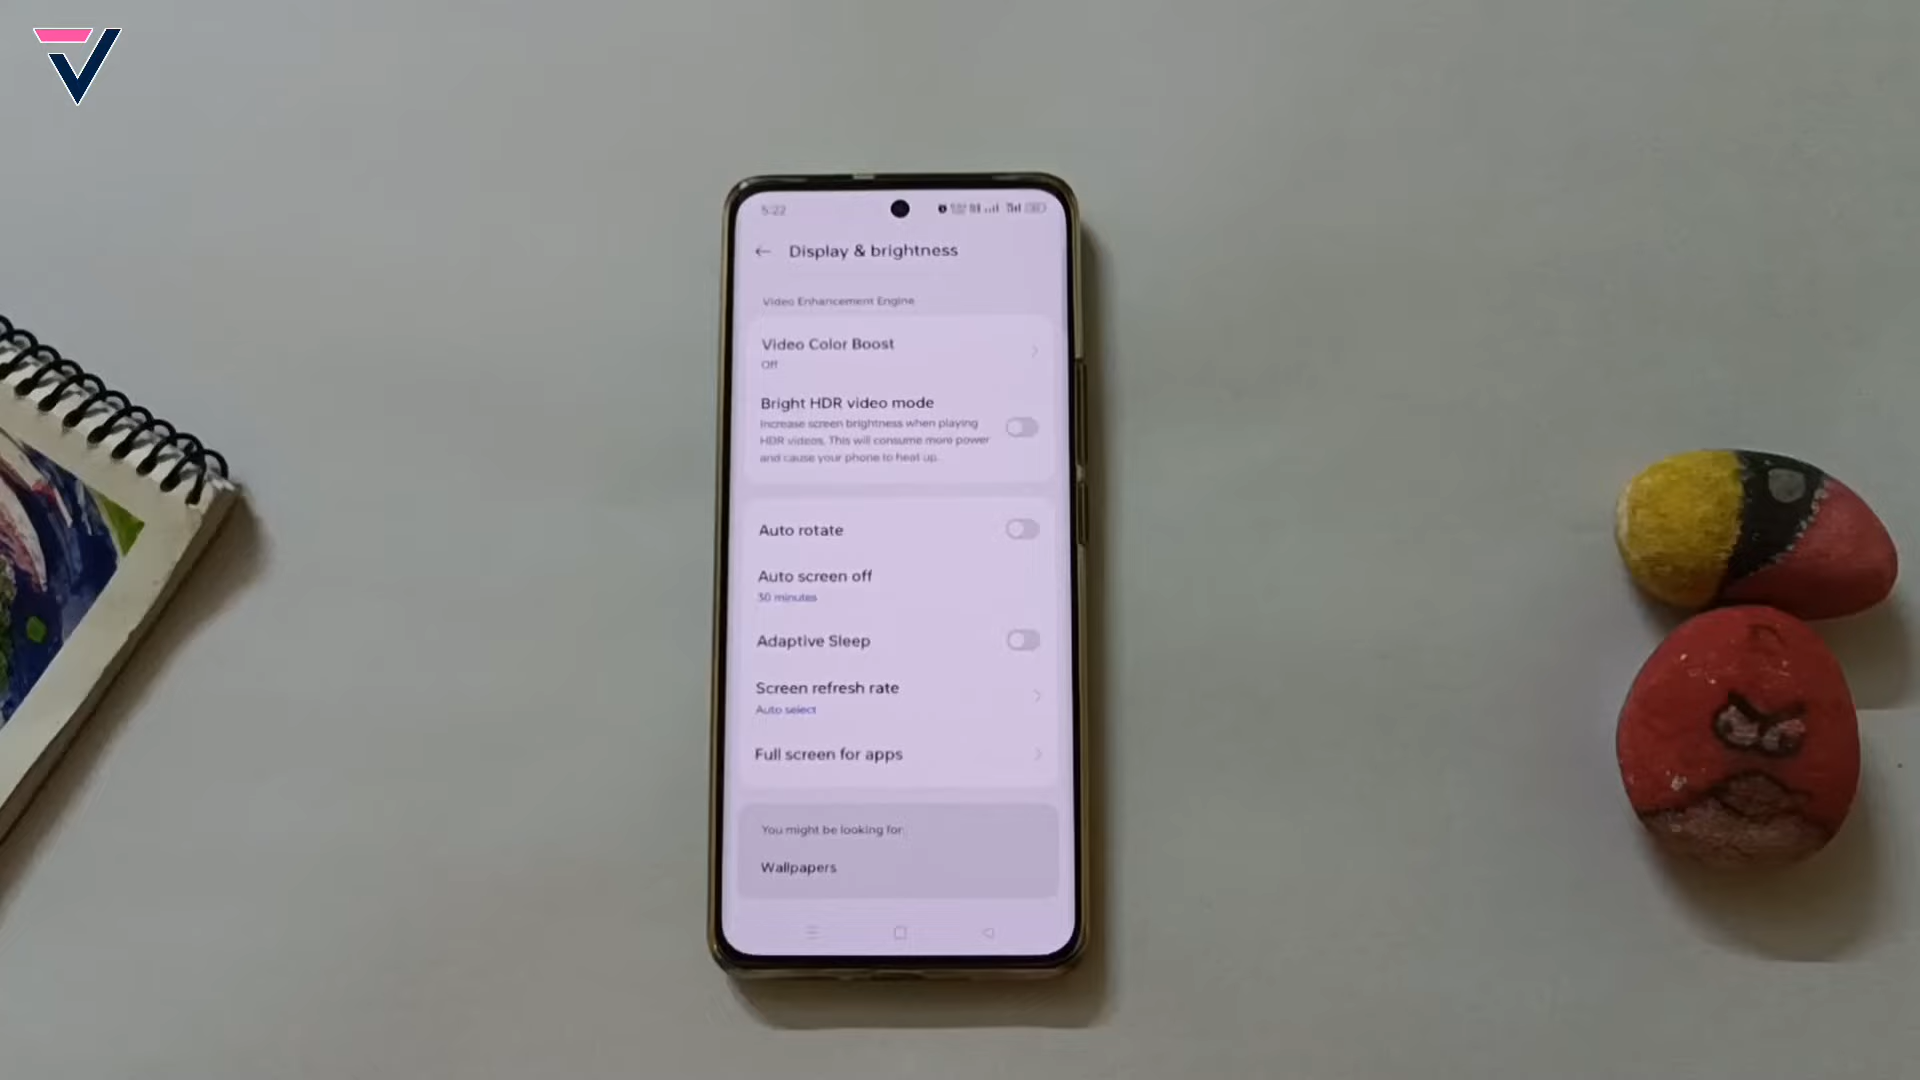 5:22
Display & brightness
Video Enhancement Engine
Video Color Boost
Off
Bright HDR video mode
Increase screen brightness when playing
HDR videos. This will consume more power
and cause your phone to heat up.
Auto rotate
Auto screen off
30 minutes
Adaptive Sleep
Screen refresh rate
Auto select
Full screen for apps
You might be looking for
Wallpapers